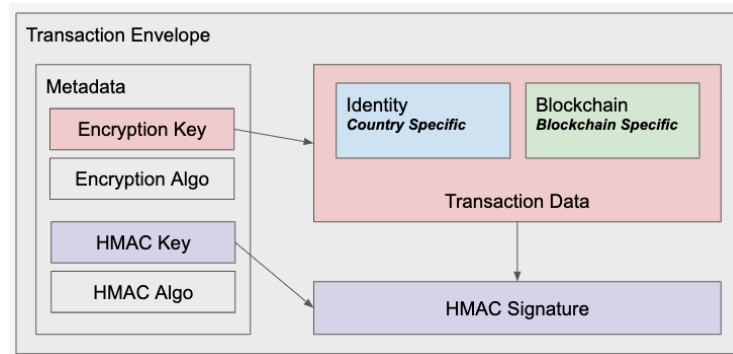 Transaction Envelope
Metadata
Encryption Key
Encryption Algo
HMAC Key
HMAC Algo
Identity
Country Specific
Blockchain
Blockchain Specific
Transaction Data
HMAC Signature